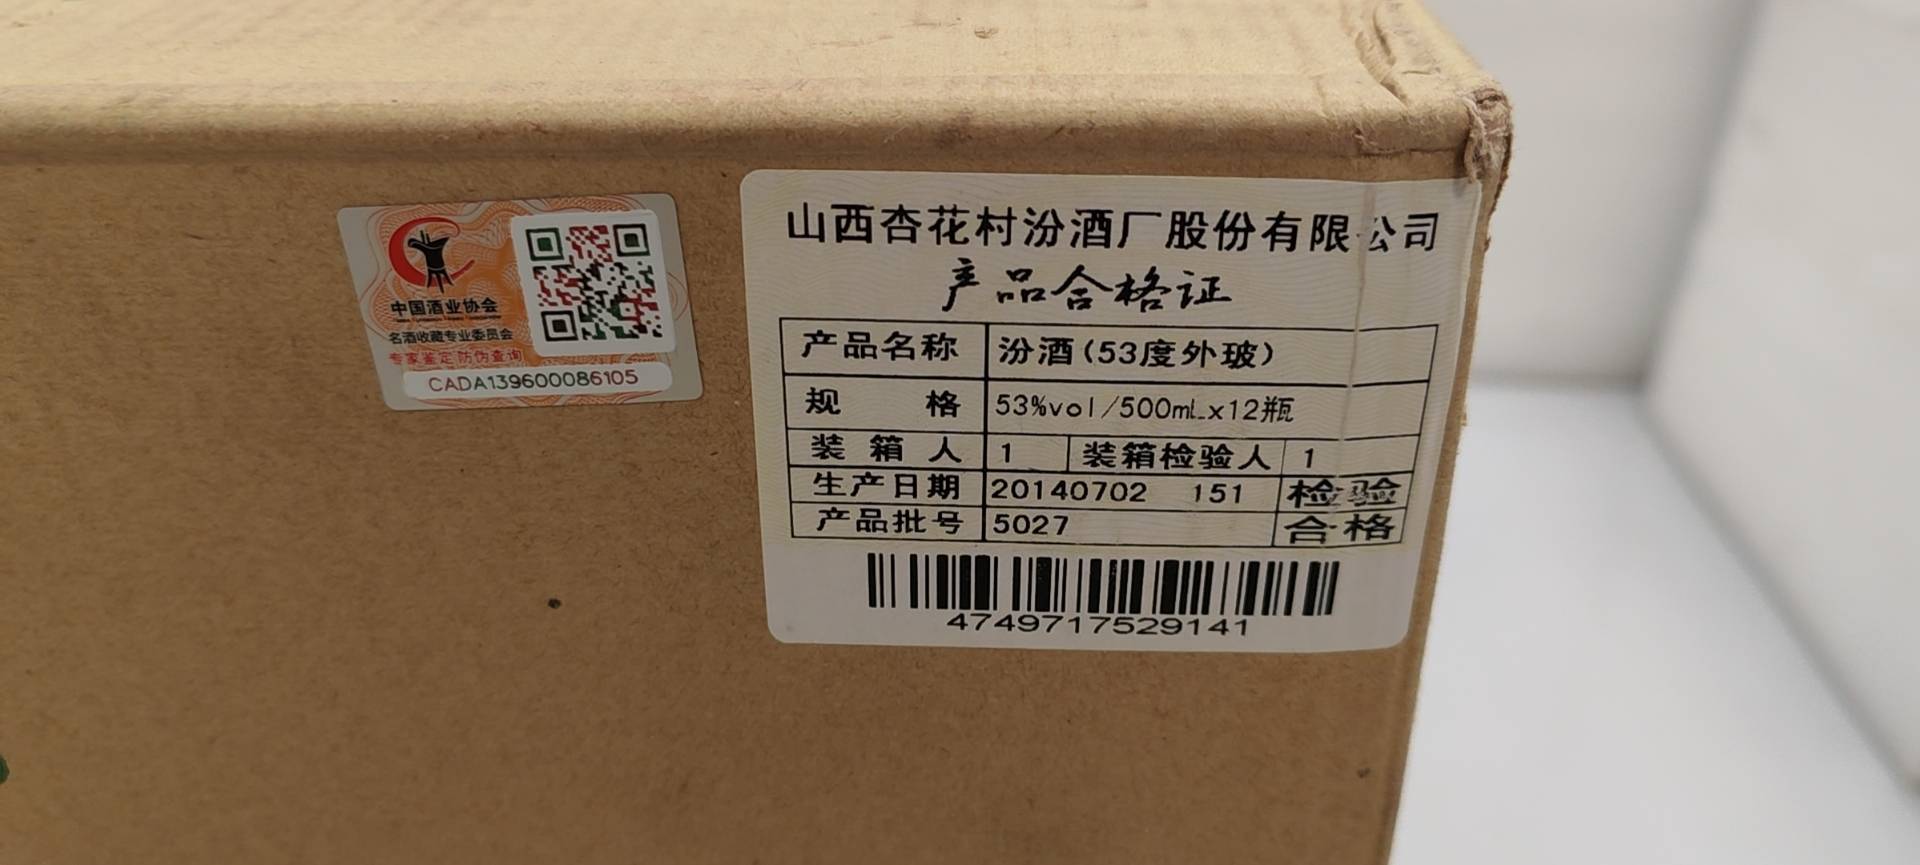 中国酒业协会
名酒收藏专业委员会
专家鉴定 防伪查询
CADA139600086105
山西杏花村汾酒厂股份有限公司
产品合格证
产品名称 汾酒(53度外玻)
规 格 53%vol/500mL×12瓶
装箱人 1 装箱检验人 1
生产日期 20140702 151 检验
产品批号 5027 合格
4749717529141